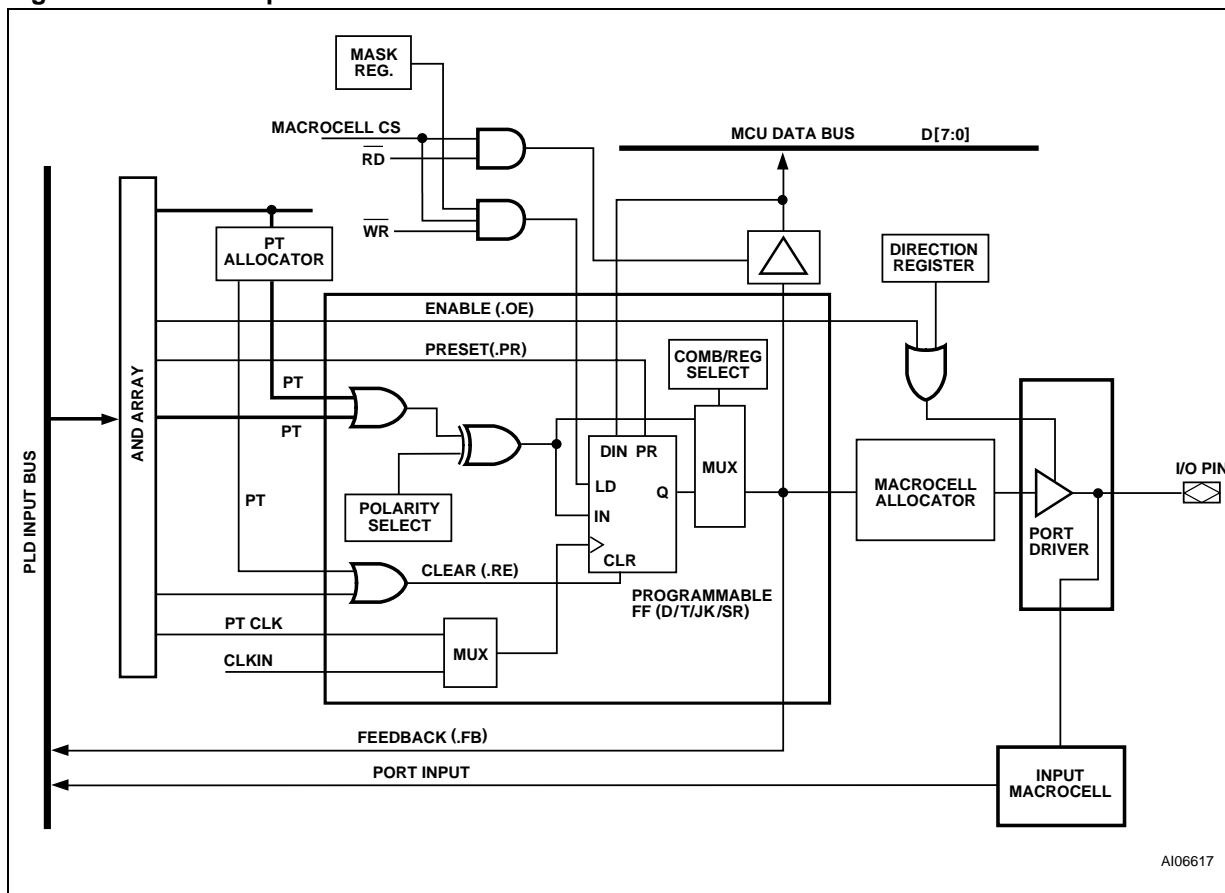 MASK
REG.
MACROCELL CS
RD
WR
MCU DATA BUS D[7:0]
DIRECTION
REGISTER
PT
ALLOCATOR
ENABLE (.OE)
PRESET(.PR)
COMB/REG
SELECT
PT
PT
AND ARRAY
PLD INPUT BUS
POLARITY
SELECT
DIN PR
LD
Q
IN
CLR
MUX
MACROCELL
ALLOCATOR
PORT
DRIVER
I/O PIN
PT
CLEAR (.RE)
PROGRAMMABLE
FF (D/T/JK/SR)
PT CLK
MUX
CLKIN
FEEDBACK (.FB)
PORT INPUT
INPUT
MACROCELL
AI06617